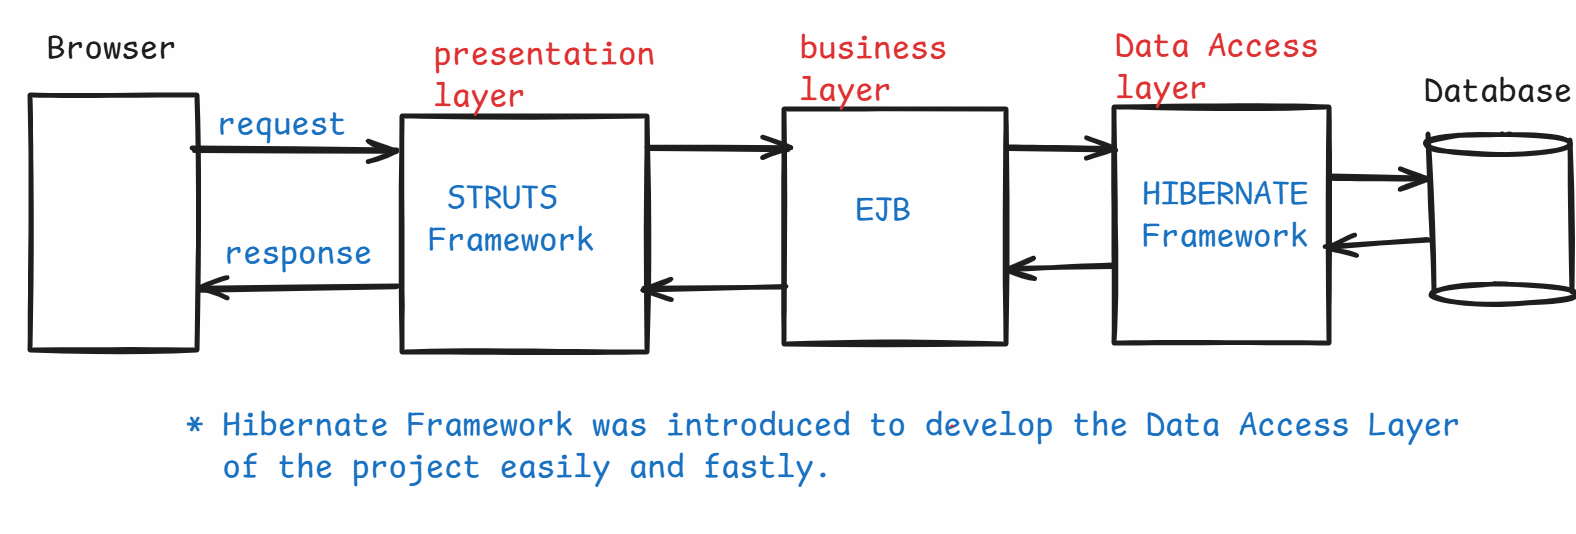 Browser
presentation
layer
business
layer
Data Access
layer
Database
request
response
STRUTS
Framework
EJB
HIBERNATE
Framework
* Hibernate Framework was introduced to develop the Data Access Layer
of the project easily and fastly.